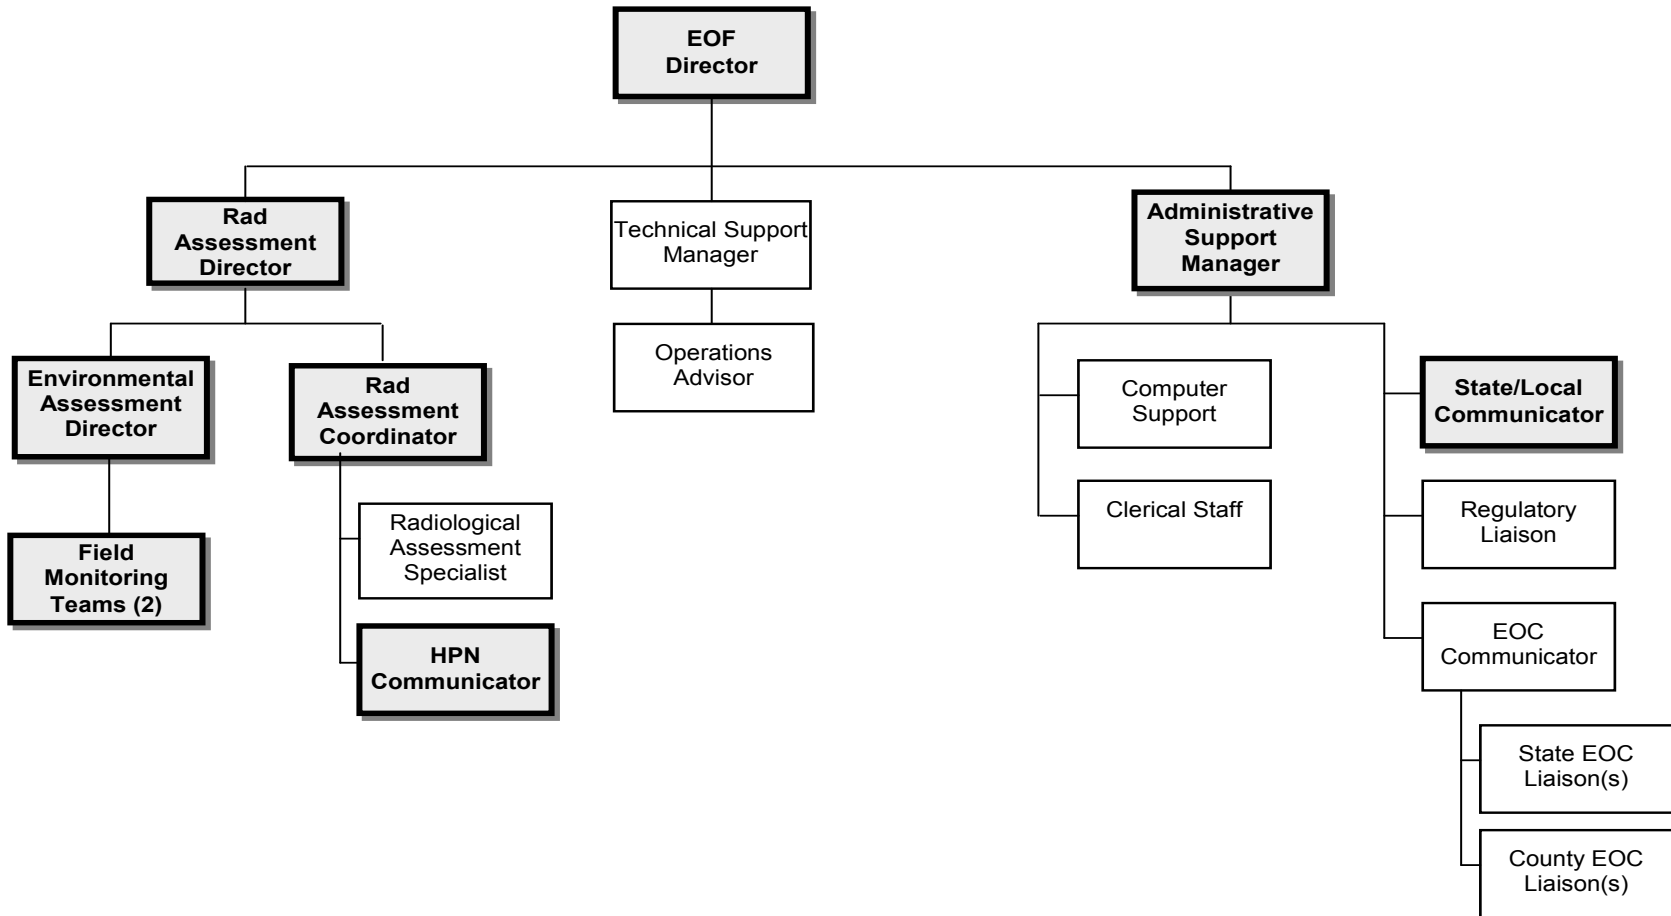 EOF
Director
Rad
Assessment
Director
Technical Support
Manager
Administrative
Support
Manager
Environmental
Assessment
Director
Rad
Assessment
Coordinator
Operations
Advisor
Computer
Support
State/Local
Communicator
Field
Monitoring
Teams (2)
Radiological
Assessment
Specialist
Clerical Staff
Regulatory
Liaison
HPN
Communicator
EOC
Communicator
State EOC
Liaison(s)
County EOC
Liaison(s)